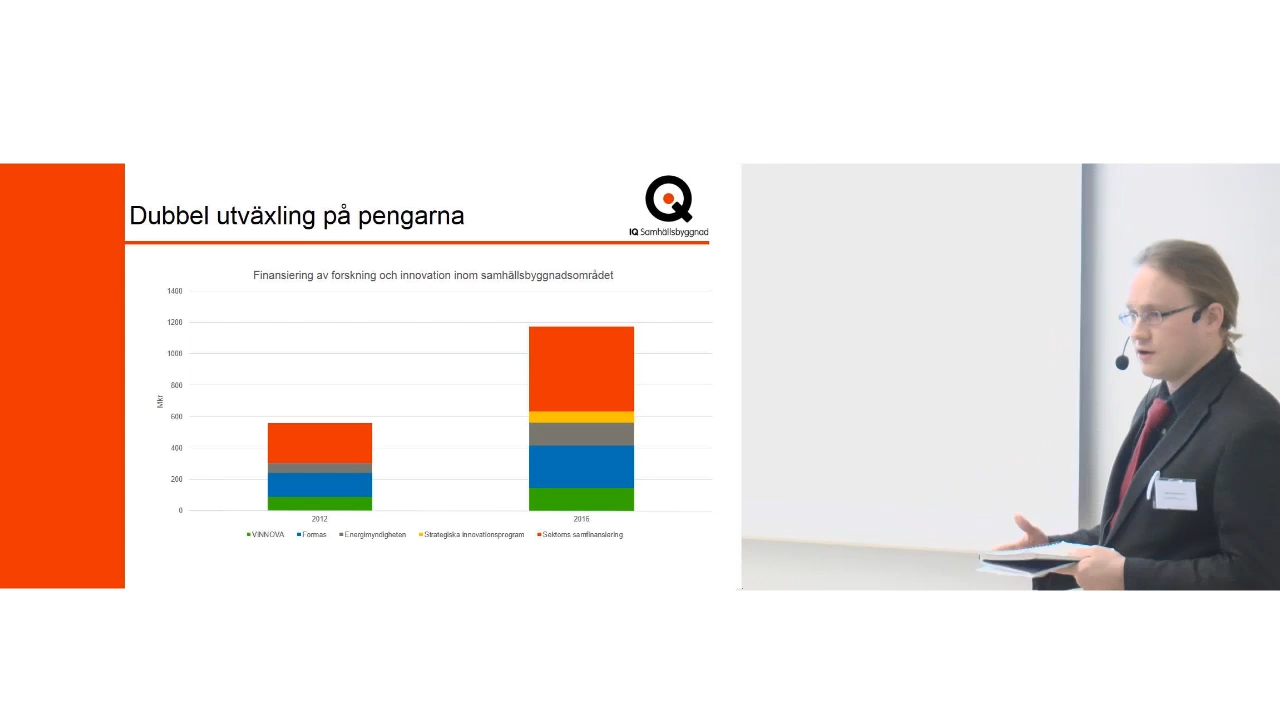 Dubbel utväxling på pengarna
IQ Samhällsbyggnad
Finansiering av forskning och innovation inom samhällsbyggnadsområdet
1400
1200
1000
800
600
400
200
0
Mkr
2012
2016
VINNOVA Formas Energimyndigheten Strategiska innovationsprogram Sektorns samfinansiering